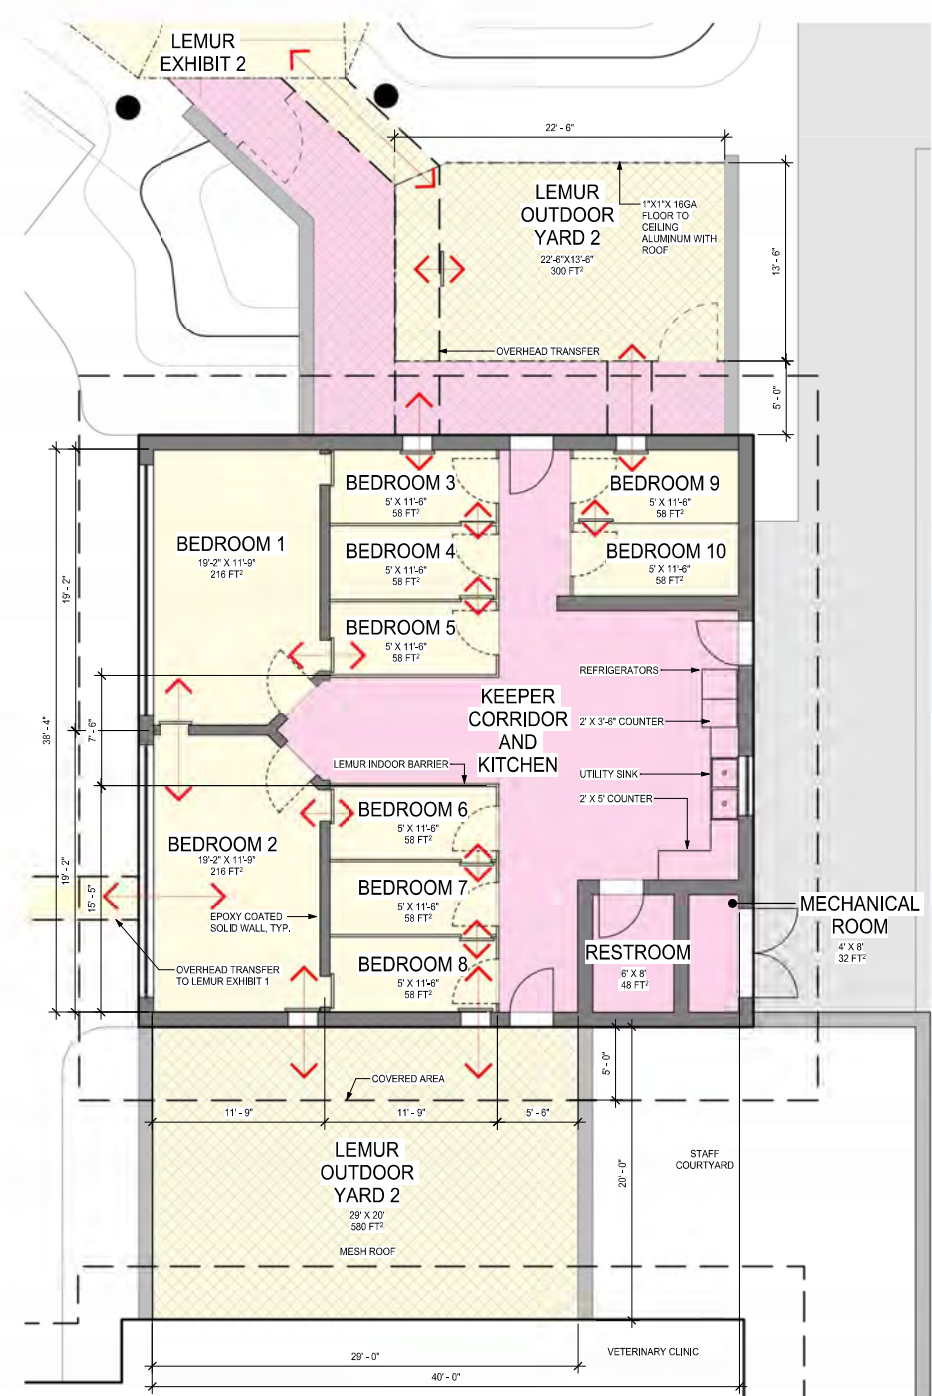 LEMUR
EXHIBIT 2
22' - 6"
LEMUR
OUTDOOR
YARD 2
22'-6"X13'-6"
300 FT²
1"X1"X 16GA
FLOOR TO
CEILING
ALUMINUM WITH
ROOF
13' - 6"
OVERHEAD TRANSFER
5' - 0"
BEDROOM 3
5' X 11'-6"
58 FT²
BEDROOM 9
5' X 11'-6"
58 FT²
BEDROOM 1
19'-2" X 11'-9"
216 FT²
BEDROOM 4
5' X 11'-6"
58 FT²
BEDROOM 10
5' X 11'-6"
58 FT²
19' - 2"
BEDROOM 5
5' X 11'-6"
58 FT²
REFRIGERATORS
KEEPER
CORRIDOR
AND
KITCHEN
38' - 4"
7' - 6"
2' X 3'-6" COUNTER
LEMUR INDOOR BARRIER
UTILITY SINK
2' X 5' COUNTER
BEDROOM 6
5' X 11'-6"
58 FT²
BEDROOM 2
19'-2" X 11'-9"
216 FT²
19' - 2"
15' - 5"
BEDROOM 7
5' X 11'-6"
58 FT²
EPOXY COATED
SOLID WALL, TYP.
MECHANICAL
ROOM
4' X 8'
32 FT²
RESTROOM
6' X 8'
48 FT²
BEDROOM 8
5' X 11'-6"
58 FT²
OVERHEAD TRANSFER
TO LEMUR EXHIBIT 1
5' - 0"
COVERED AREA
11' - 9"
11' - 9"
5' - 6"
LEMUR
OUTDOOR
YARD 2
29' X 20'
580 FT²
MESH ROOF
20' - 0"
STAFF
COURTYARD
VETERINARY CLINIC
29' - 0"
40' - 0"